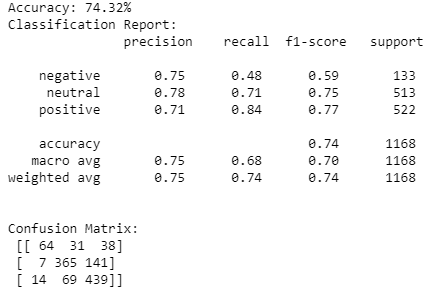 Accuracy: 74.32%
Classification Report:
precision recall f1-score support
negative 0.75 0.48 0.59 133
neutral 0.78 0.71 0.75 513
positive 0.71 0.84 0.77 522
accuracy 0.74 1168
macro avg 0.75 0.68 0.70 1168
weighted avg 0.75 0.74 0.74 1168
Confusion Matrix:
[[ 64 31 38]
[ 7 365 141]
[ 14 69 439]]